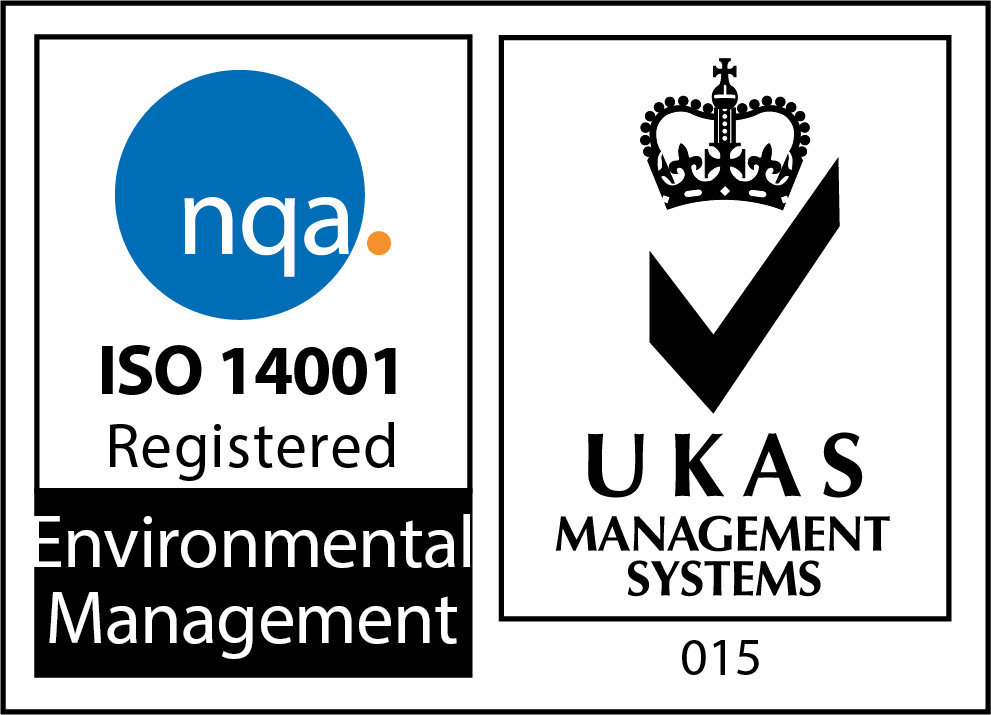 nqa.
ISO 14001
Registered
Environmental
Management
UKAS
MANAGEMENT
SYSTEMS
015